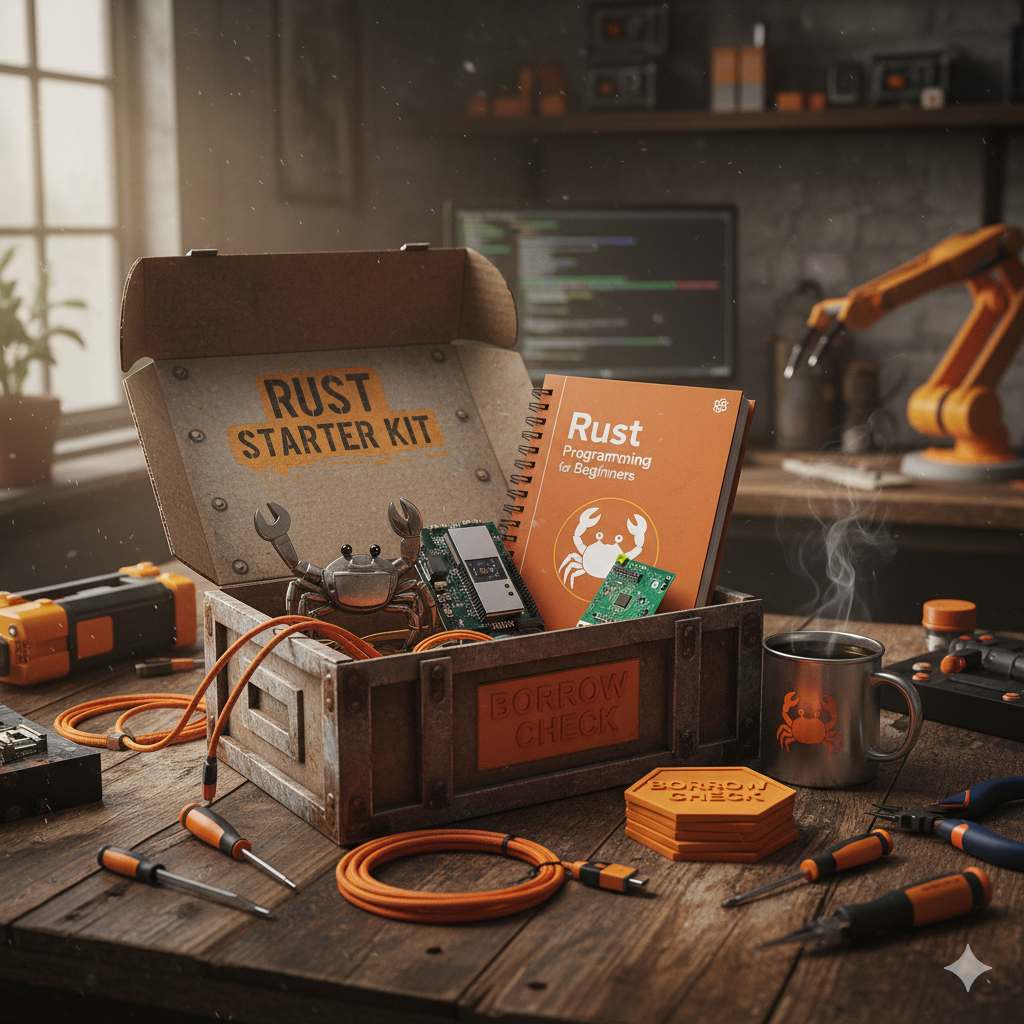 RUST
STARTER KIT
Rust
Programming
for Beginners
BORROW
CHECK
BORROW
CHECK